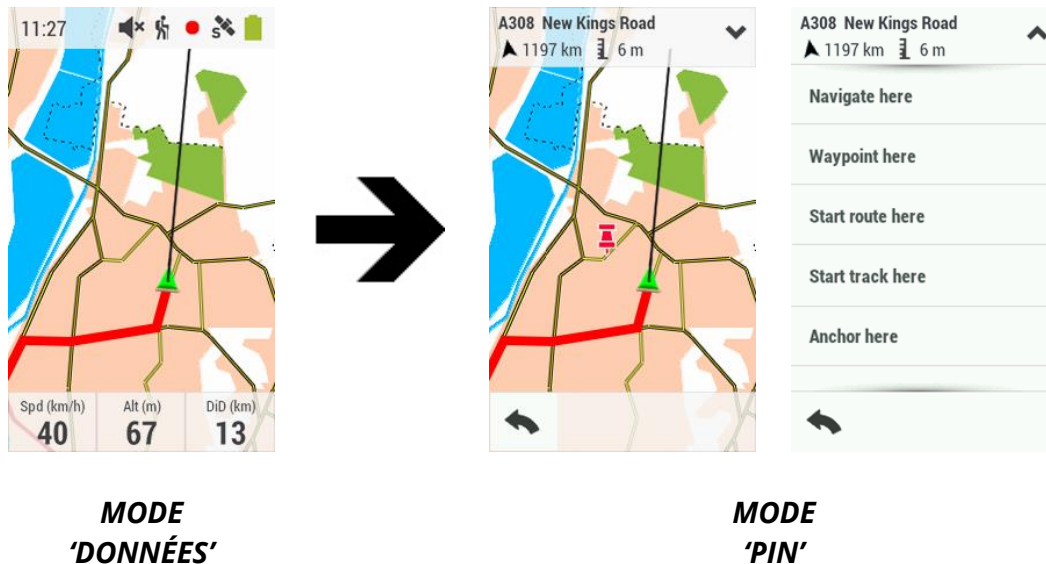 11:27
S
Spd (km/h) Alt (m) DiD (km)
40 67 13
A308 New Kings Road
1197 km 6 m
A308 New Kings Road
1197 km 6 m
Navigate here
Waypoint here
Start route here
Start track here
Anchor here
MODE
‘DONNÉES’
MODE
‘PIN’